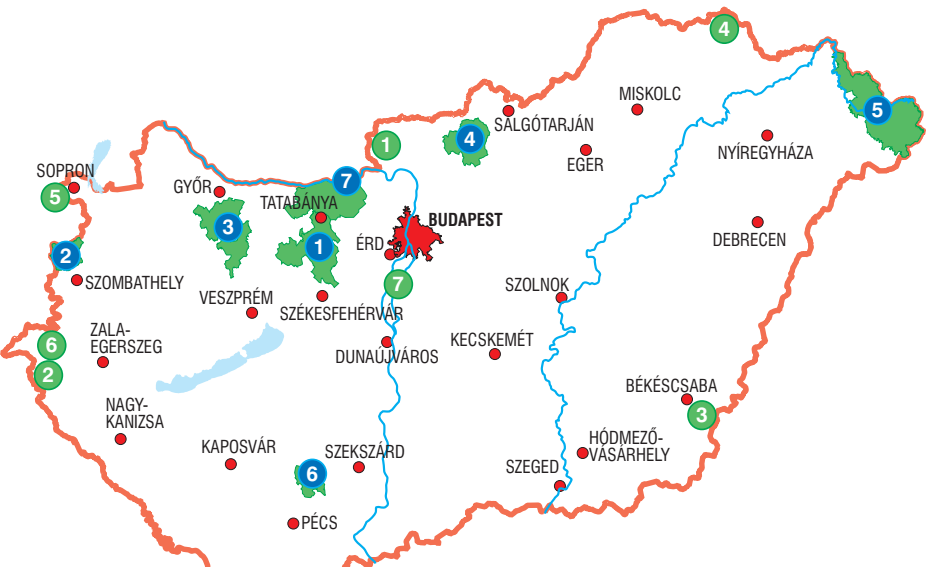 4
MISKOLC
SALGÓTARJÁN
5
1
4
NYÍREGYHÁZA
EGER
SOPRON
GYŐR
7
5
TATABÁNYA
BUDAPEST
3
DEBRECEN
ÉRD
1
2
SZOMBATHELY
7
SZOLNOK
VESZPRÉM
SZÉKESFEHÉRVÁR
ZALA-
EGERSZEG
6
KECSKEMÉT
DUNAÚJVÁROS
2
BÉKÉSCSABA
NAGY-
KANIZSA
3
KAPOSVÁR
SZEKSZÁRD
HÓDMEZŐ-
VÁSÁRHELY
6
SZEGED
PÉCS